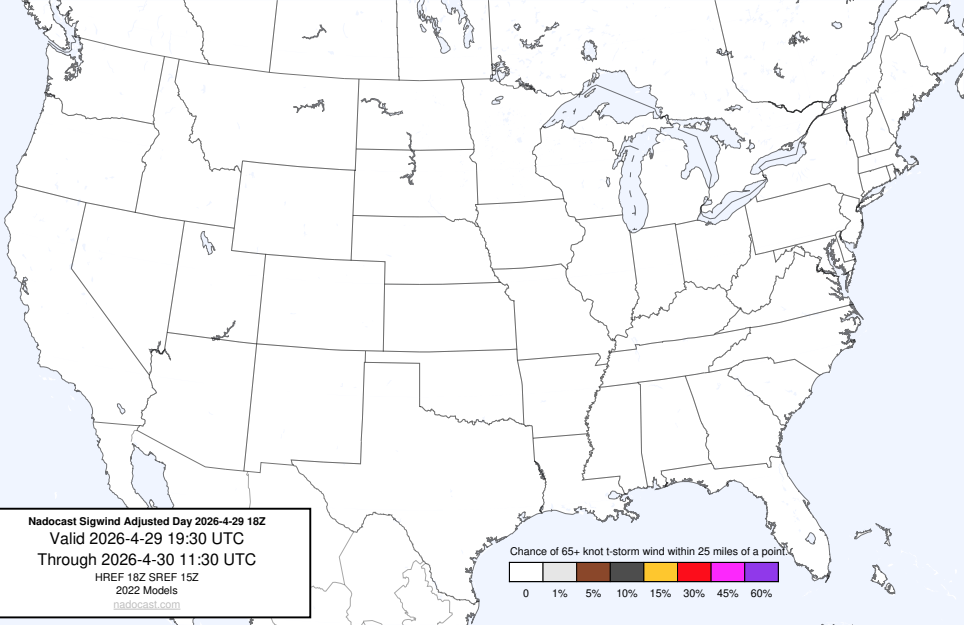 Nadocast Sigwind Adjusted Day 2026-4-29 18Z
Valid 2026-4-29 19:30 UTC
Through 2026-4-30 11:30 UTC
HREF 18Z SREF 15Z
2022 Models
nadocast.com
Chance of 65+ knot t-storm wind within 25 miles of a point.
0 1% 5% 10% 15% 30% 45% 60%